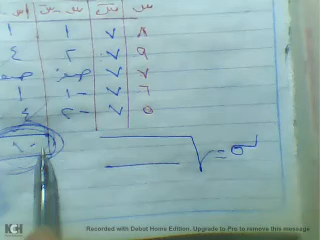 س س س - س
٨ ٧ ١ ١
٩ ٧ ٢ ٤
٧ ٧ صفر صفر
٦ ٧ -١ ١
٥ ٧ -٢ ٤
١٠
σ = √
Recorded with Debut Home Edition. Upgrade to Pro to remove this message